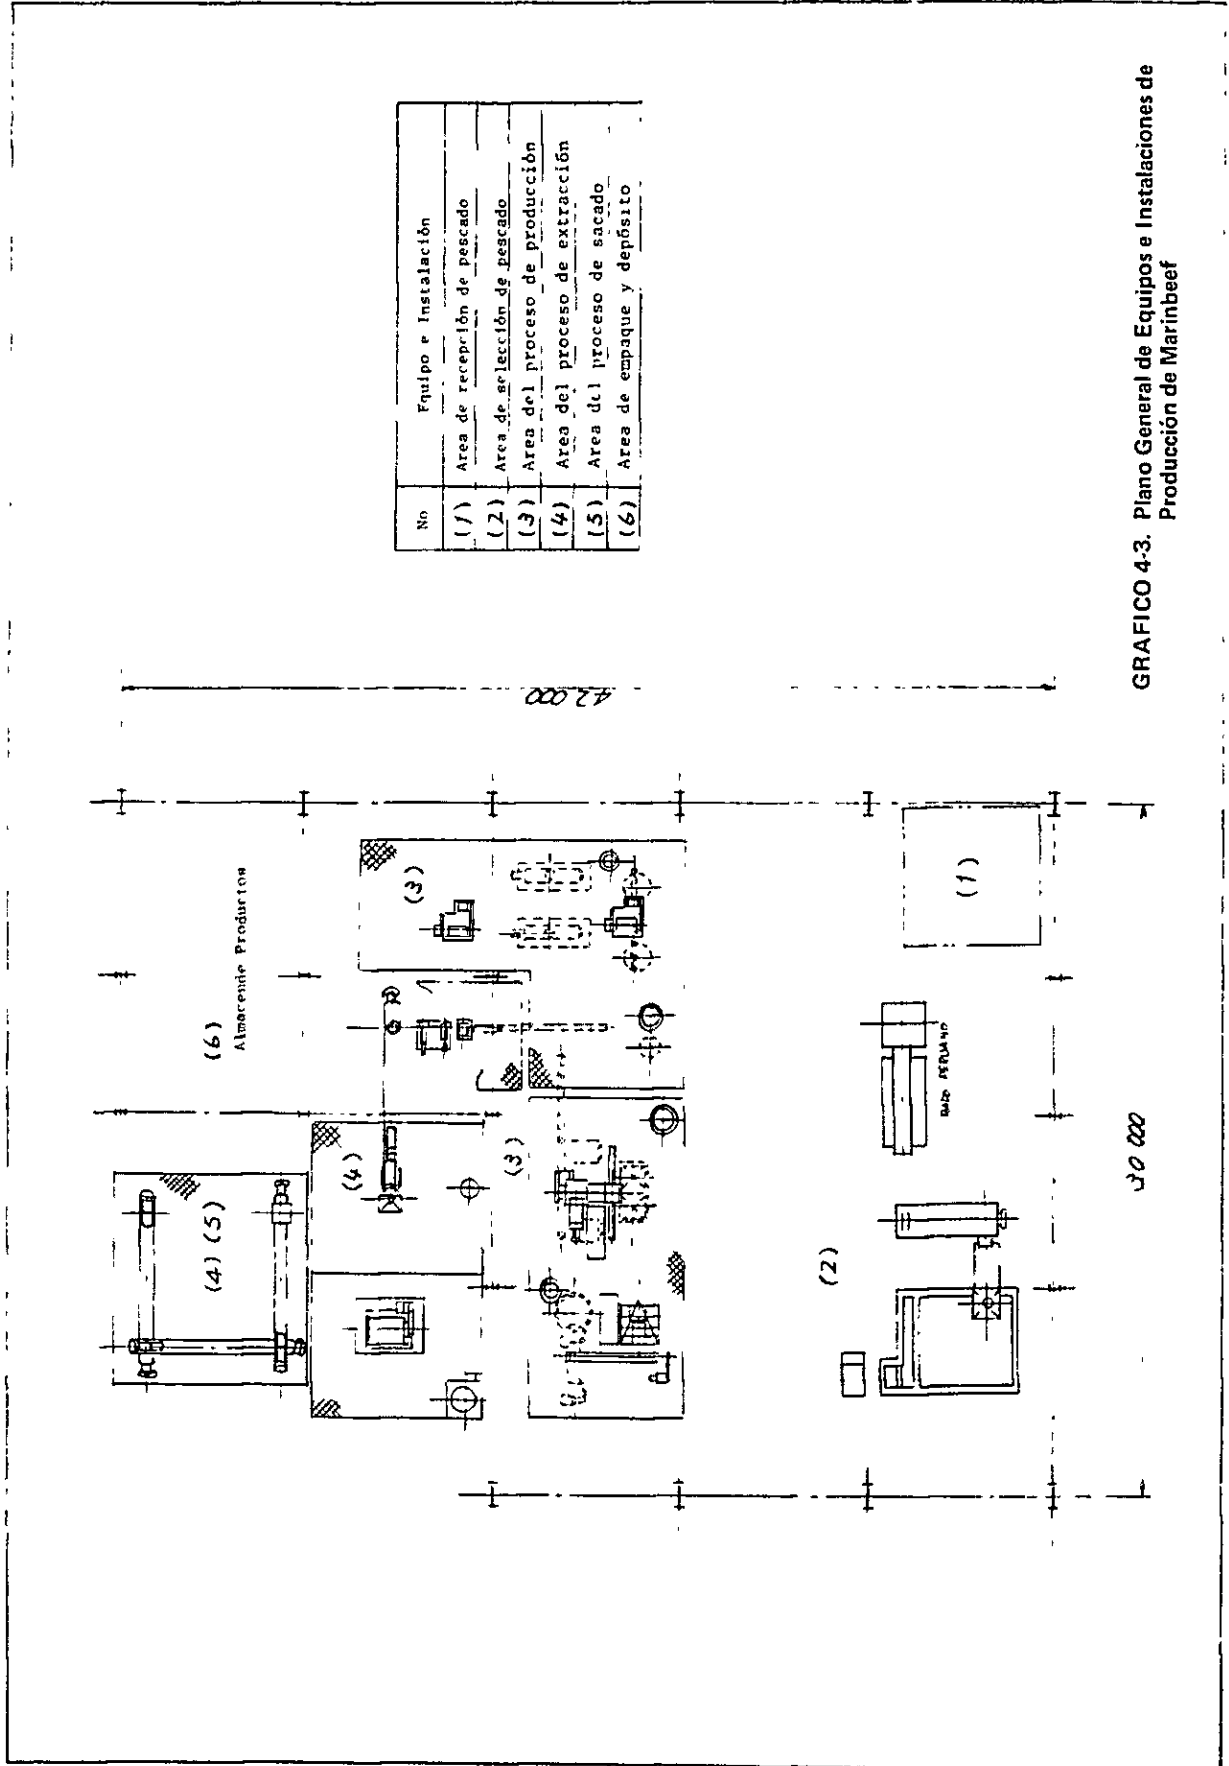 No Equipo e Instalación
(1) Area de recepción de pescado
(2) Area de selección de pescado
(3) Area del proceso de producción
(4) Area del proceso de extracción
(5) Area del proceso de sacado
(6) Area de empaque y depósito
(6)
Almacende Productos
(4) (5)
(4)
(3)
(3)
(2)
(1)
42 000
30 000
GRAFICO 4-3. Plano General de Equipos e Instalaciones de
Producción de Marinbeef